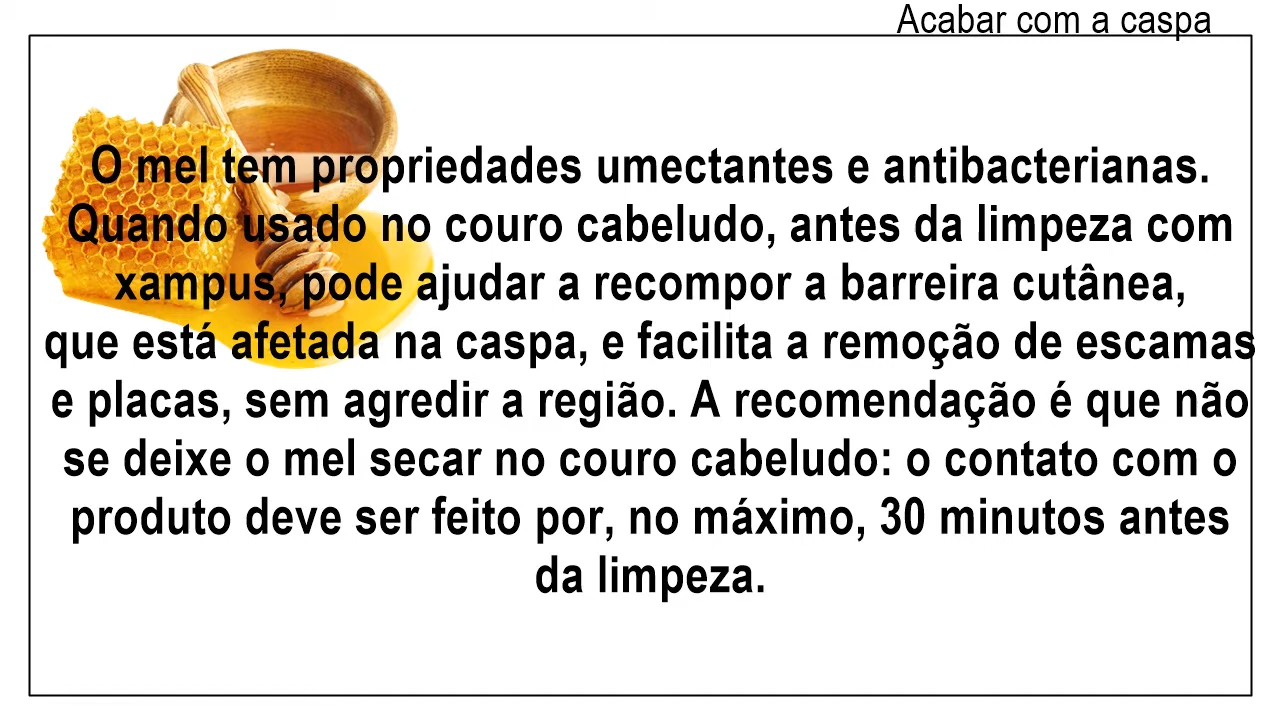 Acabar com a caspa
O mel tem propriedades umectantes e antibacterianas.
Quando usado no couro cabeludo, antes da limpeza com
xampus, pode ajudar a recompor a barreira cutânea,
que está afetada na caspa, e facilita a remoção de escamas
e placas, sem agredir a região. A recomendação é que não
se deixe o mel secar no couro cabeludo: o contato com o
produto deve ser feito por, no máximo, 30 minutos antes
da limpeza.